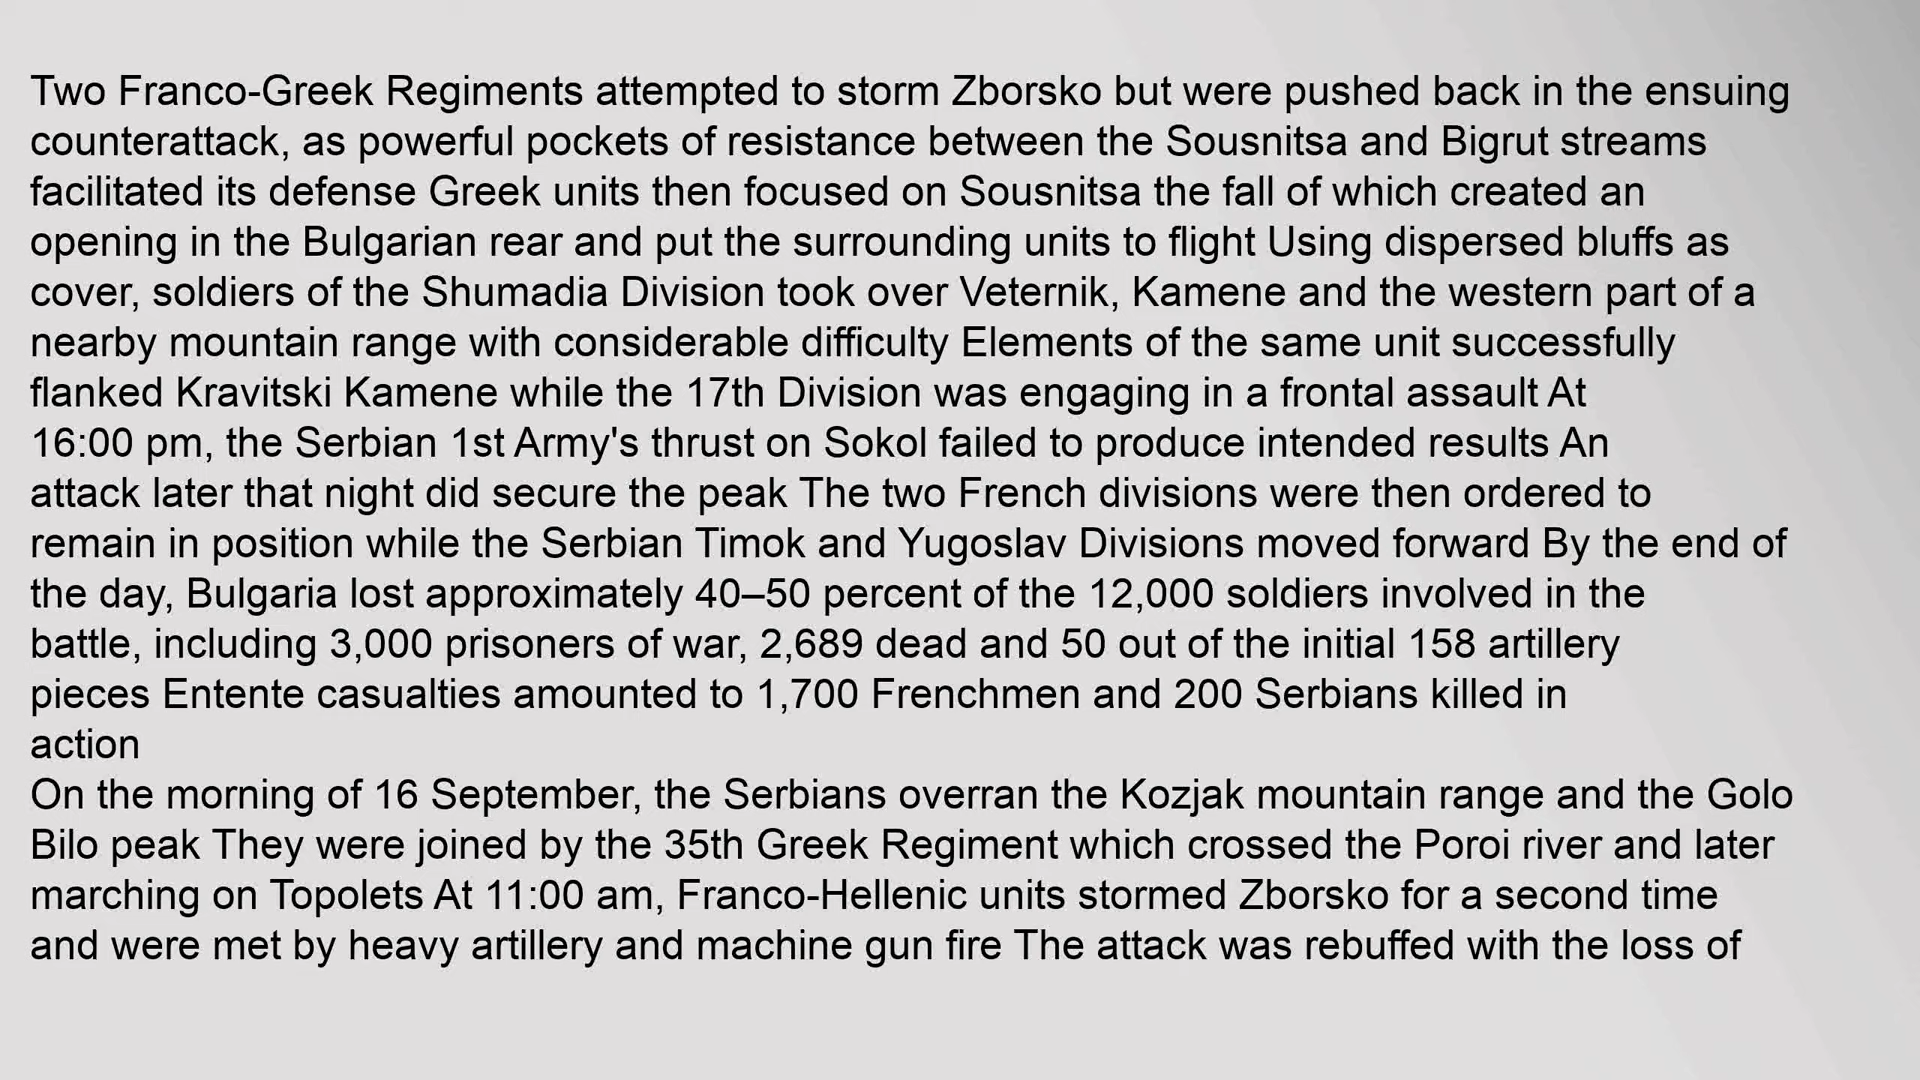 Two Franco-Greek Regiments attempted to storm Zborsko but were pushed back in the ensuing
counterattack, as powerful pockets of resistance between the Sousnitsa and Bigrut streams
facilitated its defense Greek units then focused on Sousnitsa the fall of which created an
opening in the Bulgarian rear and put the surrounding units to flight Using dispersed bluffs as
cover, soldiers of the Shumadia Division took over Veternik, Kamene and the western part of a
nearby mountain range with considerable difficulty Elements of the same unit successfully
flanked Kravitski Kamene while the 17th Division was engaging in a frontal assault At
16:00 pm, the Serbian 1st Army's thrust on Sokol failed to produce intended results An
attack later that night did secure the peak The two French divisions were then ordered to
remain in position while the Serbian Timok and Yugoslav Divisions moved forward By the end of
the day, Bulgaria lost approximately 40–50 percent of the 12,000 soldiers involved in the
battle, including 3,000 prisoners of war, 2,689 dead and 50 out of the initial 158 artillery
pieces Entente casualties amounted to 1,700 Frenchmen and 200 Serbians killed in
action
On the morning of 16 September, the Serbians overran the Kozjak mountain range and the Golo
Bilo peak They were joined by the 35th Greek Regiment which crossed the Poroi river and later
marching on Topolets At 11:00 am, Franco-Hellenic units stormed Zborsko for a second time
and were met by heavy artillery and machine gun fire The attack was rebuffed with the loss of